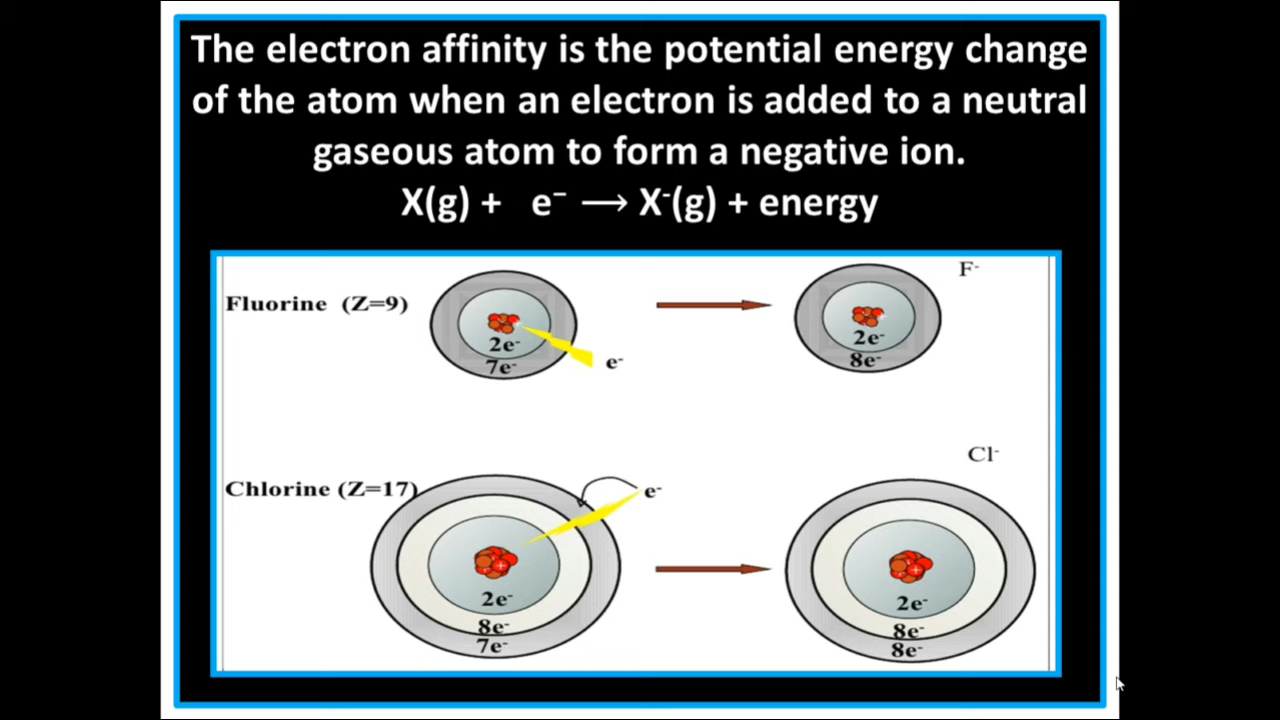 The electron affinity is the potential energy change
of the atom when an electron is added to a neutral
gaseous atom to form a negative ion.
X(g) + e⁻ ⟶ X⁻(g) + energy
F⁻
Fluorine (Z=9)
2e⁻
7e⁻
e⁻
2e⁻
8e⁻
Cl⁻
Chlorine (Z=17)
e⁻
+
2e⁻
8e⁻
7e⁻
+
2e⁻
8e⁻
8e⁻